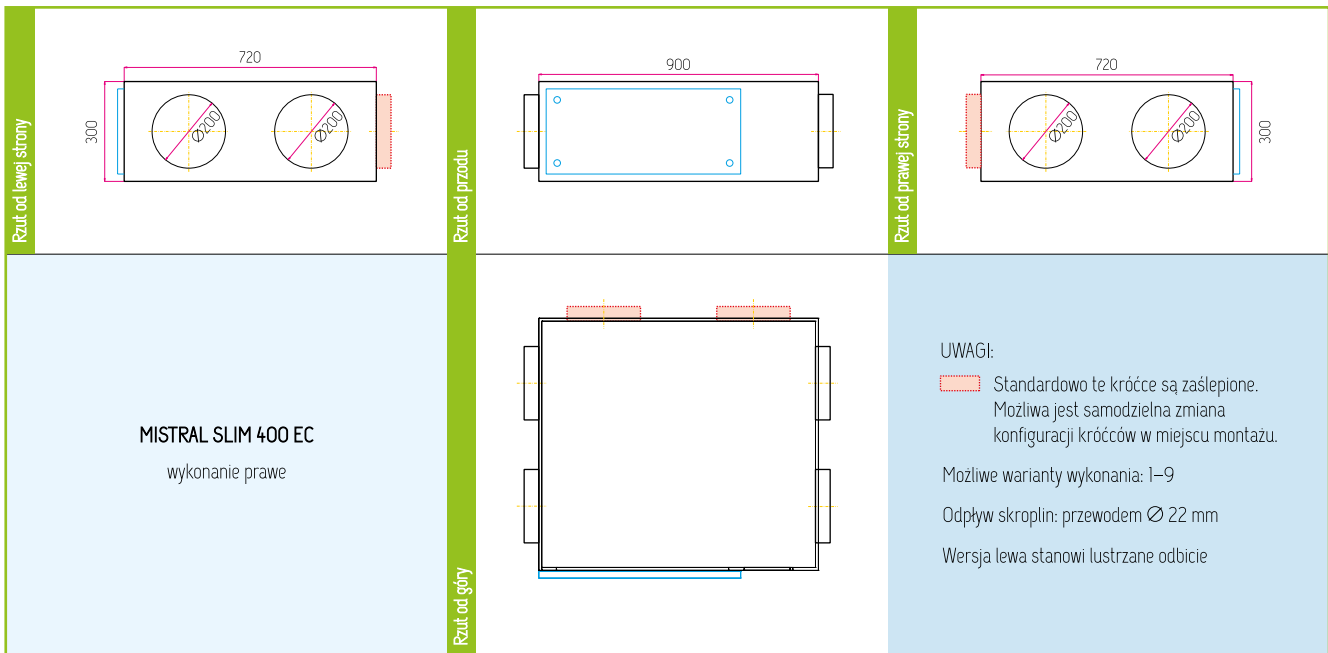 Rzut od lewej strony
720
300
Ø200
Ø200
Rzut od przodu
900
Rzut od prawej strony
720
300
Ø200
Ø200
MISTRAL SLIM 400 EC
wykonanie prawe
Rzut od góry
UWAGI:
Standardowo te króćce są zaślepione.
Możliwa jest samodzielna zmiana
konfiguracji króćców w miejscu montażu.
Możliwe warianty wykonania: 1–9
Odpływ skroplin: przewodem Ø 22 mm
Wersja lewa stanowi lustrzane odbicie